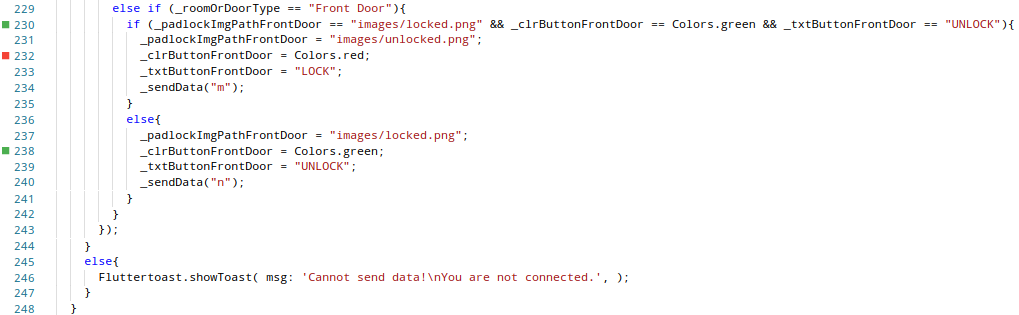 229 else if (_roomOrDoorType == "Front Door"){
230 if (_padlockImgPathFrontDoor == "images/locked.png" && _clrButtonFrontDoor == Colors.green && _txtButtonFrontDoor == "UNLOCK"){
231 _padlockImgPathFrontDoor = "images/unlocked.png";
232 _clrButtonFrontDoor = Colors.red;
233 _txtButtonFrontDoor = "LOCK";
234 _sendData("m");
235 }
236 else{
237 _padlockImgPathFrontDoor = "images/locked.png";
238 _clrButtonFrontDoor = Colors.green;
239 _txtButtonFrontDoor = "UNLOCK";
240 _sendData("n");
241 }
242 }
243 });
244 }
245 else{
246 Fluttertoast.showToast( msg: 'Cannot send data!\nYou are not connected.', );
247 }
248 }